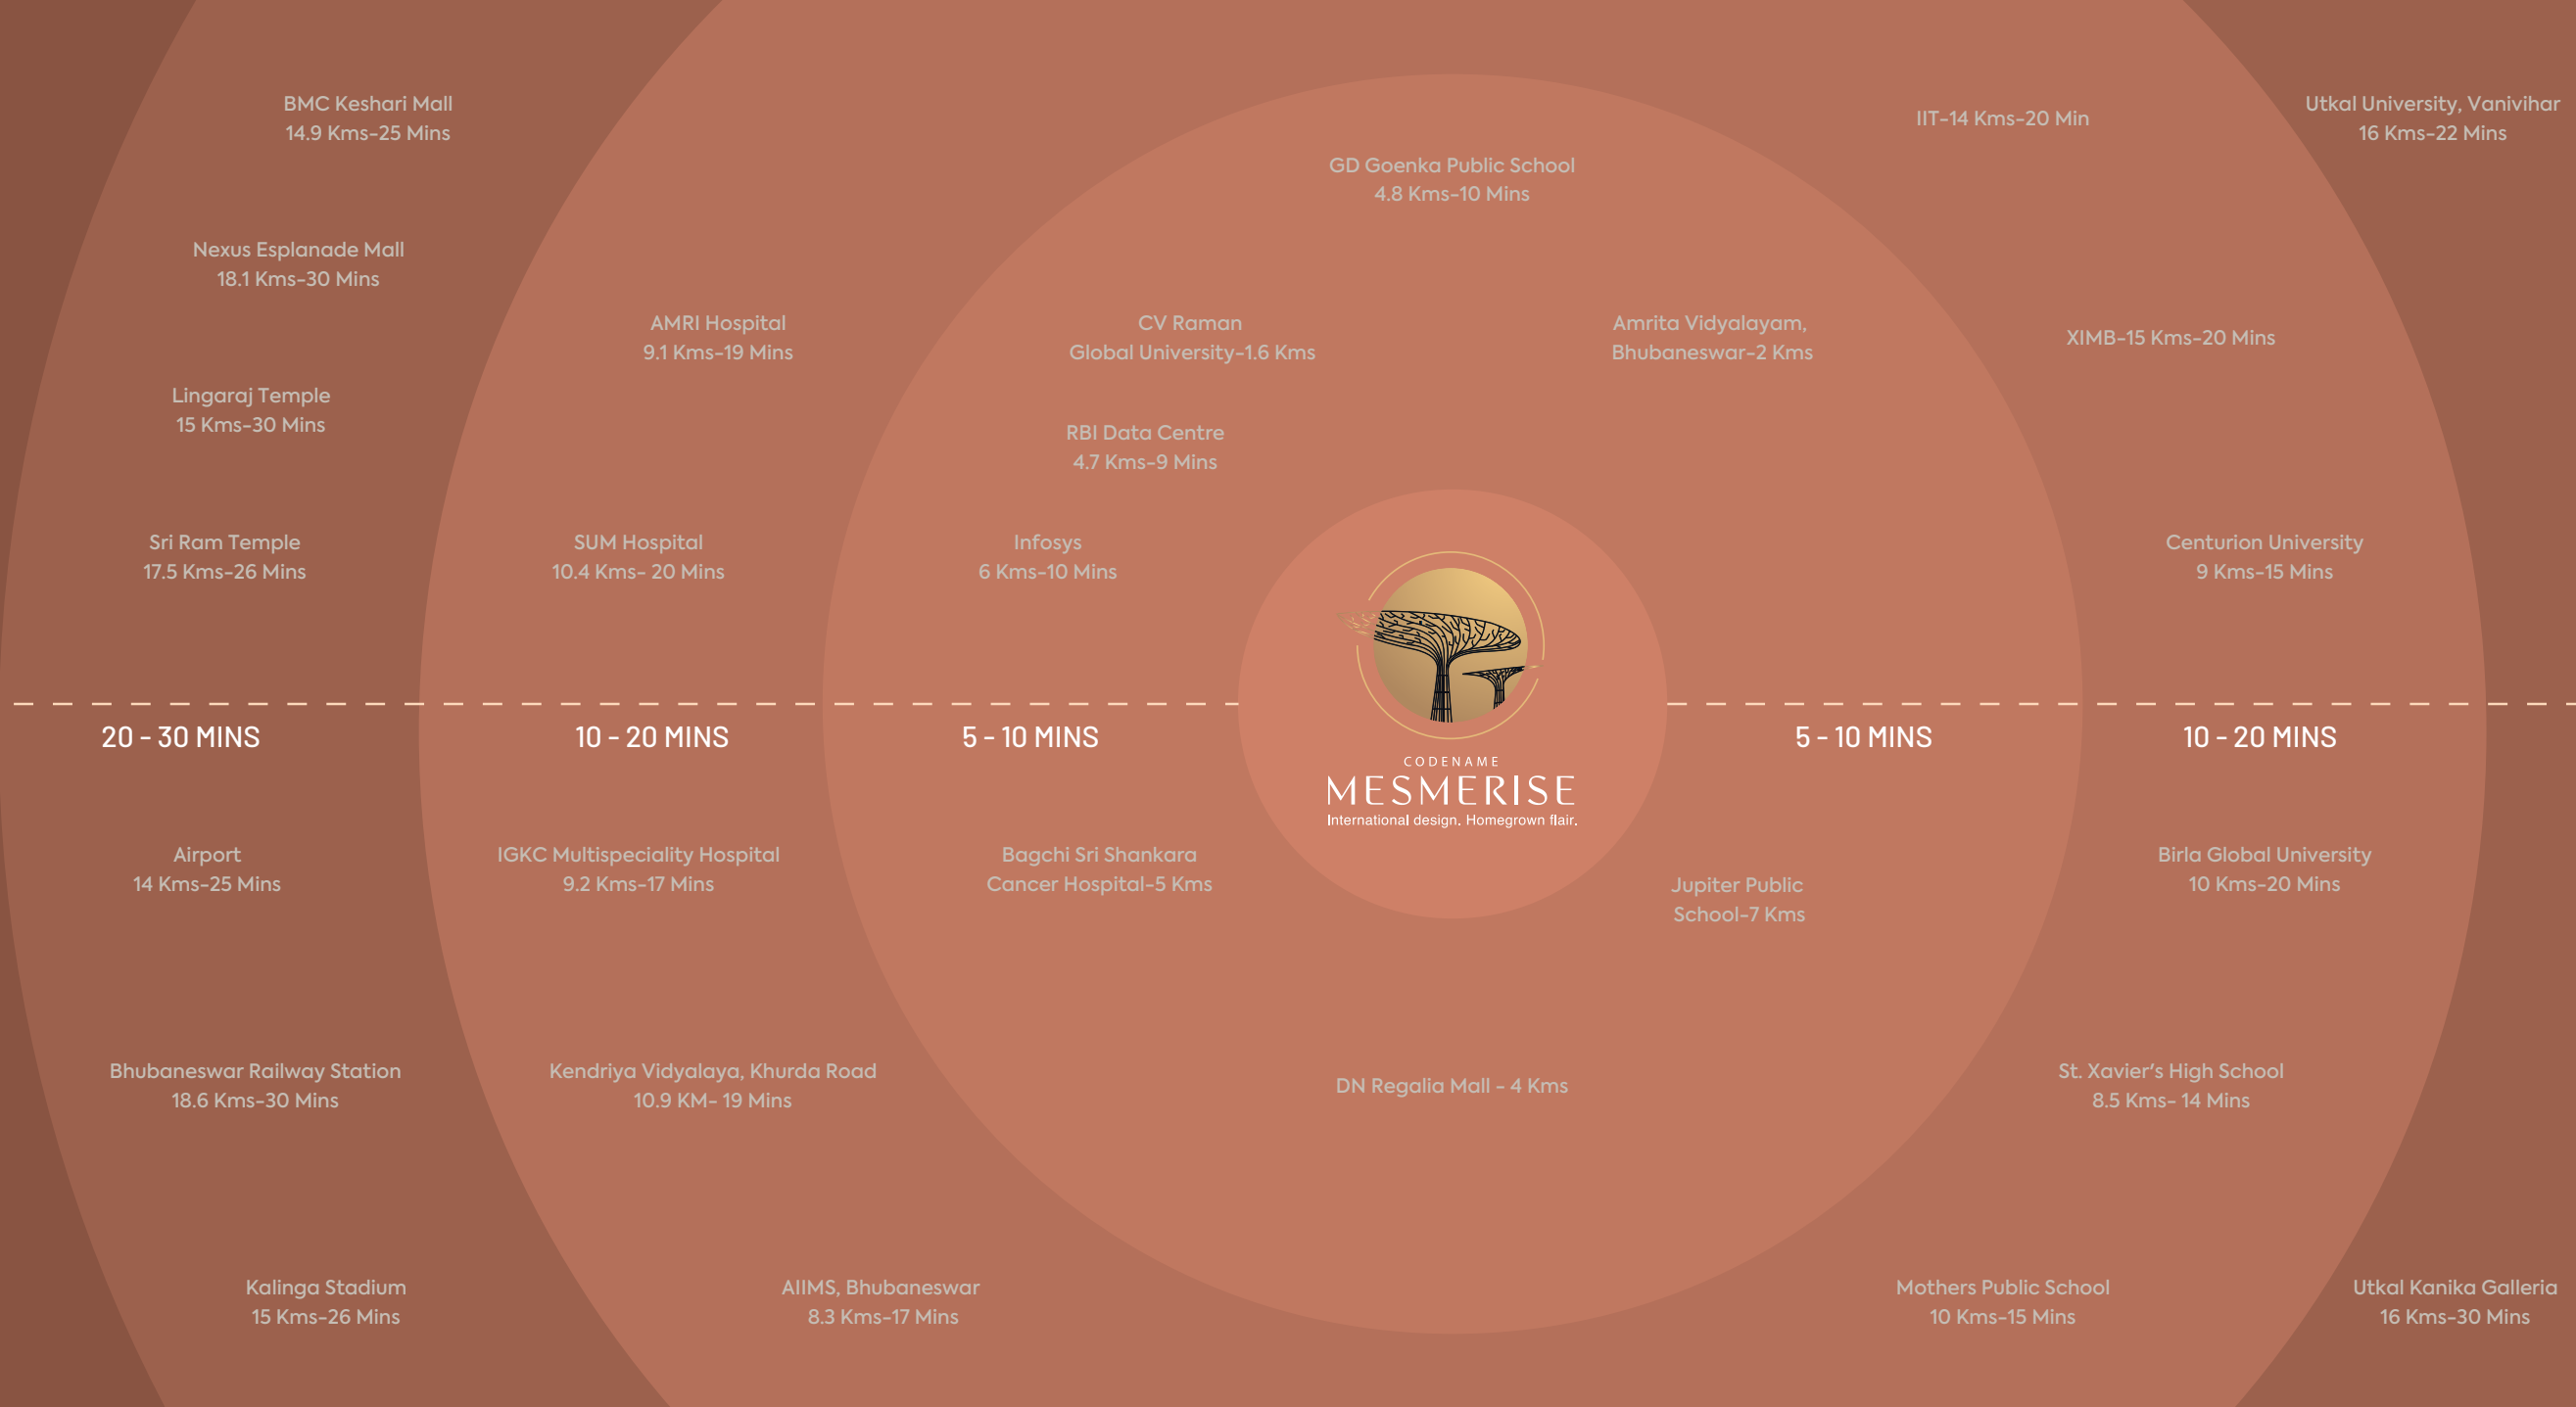 BMC Keshari Mall
14.9 Kms-25 Mins
Nexus Esplanade Mall
18.1 Kms-30 Mins
Lingaraj Temple
15 Kms-30 Mins
Sri Ram Temple
17.5 Kms-26 Mins
AMRI Hospital
9.1 Kms-19 Mins
SUM Hospital
10.4 Kms- 20 Mins
GD Goenka Public School
4.8 Kms-10 Mins
CV Raman
Global University-1.6 Kms
RBI Data Centre
4.7 Kms-9 Mins
Infosys
6 Kms-10 Mins
Amrita Vidyalayam,
Bhubaneswar-2 Kms
IIT-14 Kms-20 Min
XIMB-15 Kms-20 Mins
Centurion University
9 Kms-15 Mins
Utkal University, Vanivihar
16 Kms-22 Mins
20 - 30 MINS
10 - 20 MINS
5 - 10 MINS
CODENAME
MESMERISE
International design. Homegrown flair.
5 - 10 MINS
10 - 20 MINS
Airport
14 Kms-25 Mins
Bhubaneswar Railway Station
18.6 Kms-30 Mins
Kalinga Stadium
15 Kms-26 Mins
IGKC Multispeciality Hospital
9.2 Kms-17 Mins
Kendriya Vidyalaya, Khurda Road
10.9 KM- 19 Mins
AIIMS, Bhubaneswar
8.3 Kms-17 Mins
Bagchi Sri Shankara
Cancer Hospital-5 Kms
DN Regalia Mall - 4 Kms
Jupiter Public
School-7 Kms
Birla Global University
10 Kms-20 Mins
St. Xavier's High School
8.5 Kms- 14 Mins
Mothers Public School
10 Kms-15 Mins
Utkal Kanika Galleria
16 Kms-30 Mins